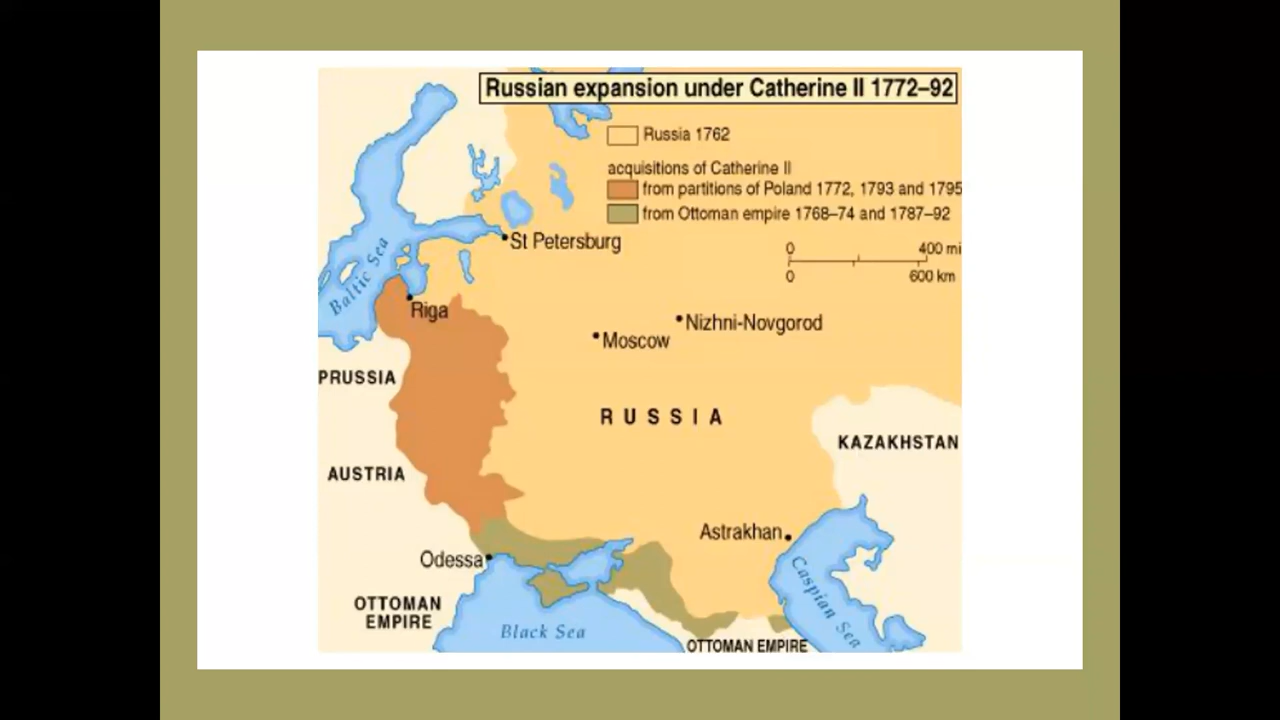 Russian expansion under Catherine II 1772–92
Russia 1762
acquisitions of Catherine II
from partitions of Poland 1772, 1793 and 1795
from Ottoman empire 1768–74 and 1787–92
0 400 mi
0 600 km
St Petersburg
Baltic Sea
Riga
Nizhni-Novgorod
Moscow
PRUSSIA
RUSSIA
KAZAKHSTAN
AUSTRIA
Astrakhan
Odessa
Caspian Sea
OTTOMAN
EMPIRE
Black Sea
OTTOMAN EMPIRE